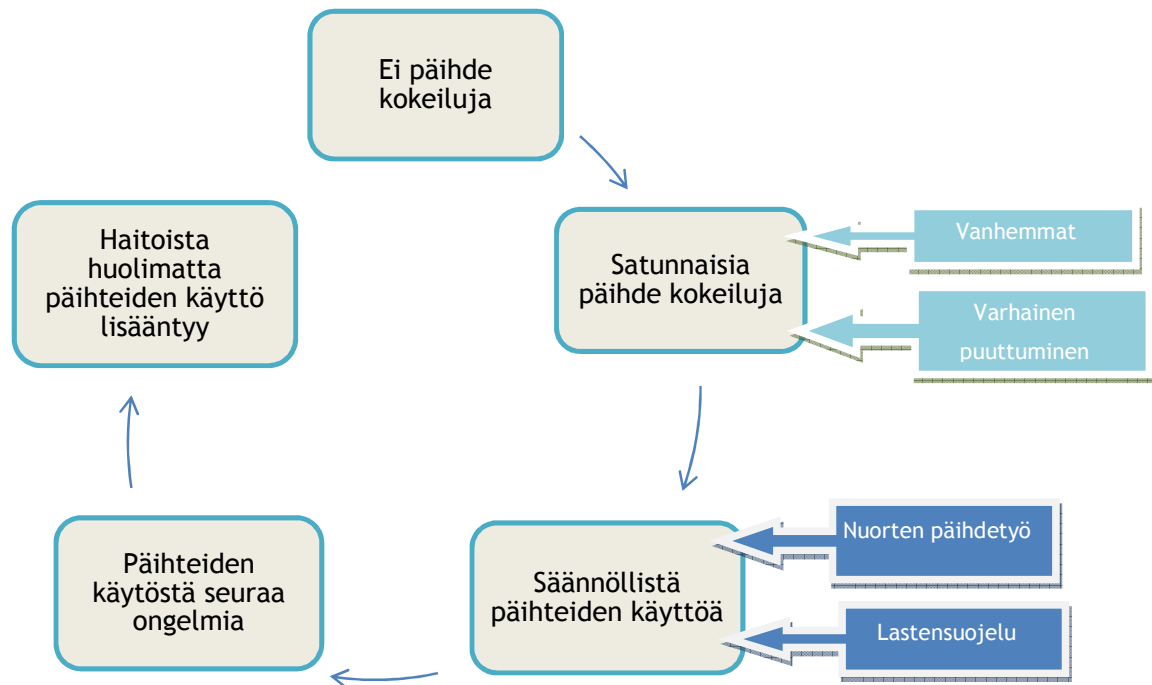 Ei päihde
kokeiluja
Satunnaisia
päihde kokeiluja
Vanhemmat
Varhainen
puuttuminen
Säännöllistä
päihteiden käyttöä
Nuorten päihdetyö
Lastensuojelu
Päihteiden
käytöstä seuraa
ongelmia
Haitoista
huolimatta
päihteiden käyttö
lisääntyy